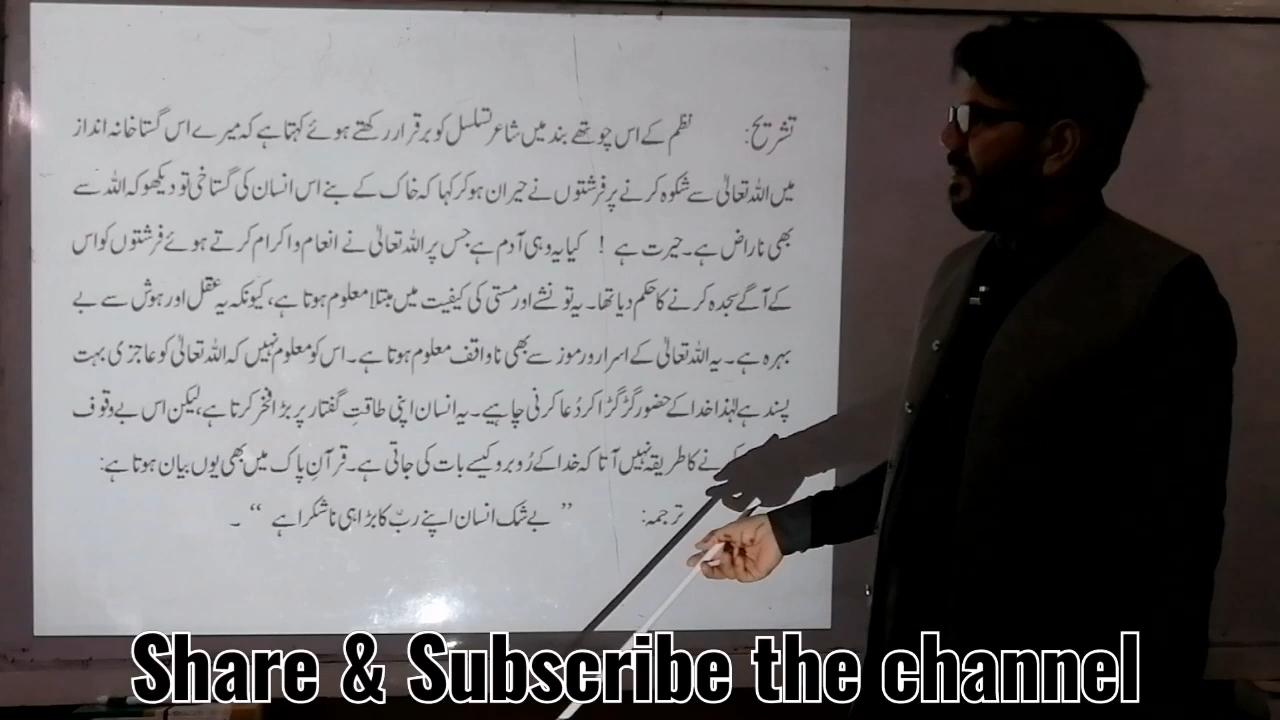 تشریح: نظم کے اس چوتھے بند میں شاعر تسلسل کو برقرار رکھتے ہوئے کہتا ہے کہ میرے اس گستاخانہ انداز
میں اللہ تعالیٰ سے شکوہ کرنے پر فرشتوں نے حیران ہو کر کہا کہ خاک کے بنے اس انسان کی گستاخی تو دیکھو کہ اللہ سے
بھی ناراض ہے۔ حیرت ہے ! کیا یہ وہی آدم ہے جس پر اللہ تعالیٰ نے انعام و اکرام کرتے ہوئے فرشتوں کو اس
کے آگے سجدہ کرنے کا حکم دیا تھا۔ یہ تو نشے اور مستی کی کیفیت میں مبتلا معلوم ہوتا ہے، کیونکہ یہ عقل اور ہوش سے بے
بہرہ ہے۔ یہ اللہ تعالیٰ کے اسرار و رموز سے بھی ناواقف معلوم ہوتا ہے۔ اس کو معلوم نہیں کہ اللہ تعالیٰ کو عاجزی بہت
پسند ہے لہٰذا خدا کے حضور گڑگڑا کر دُعا کرنی چاہیے۔ یہ انسان اپنی طاقتِ گفتار پر بڑا فخر کرتا ہے، لیکن اس بے وقوف
کرنے کا طریقہ نہیں آتا کہ خدا کے رُوبرو کیسے بات کی جاتی ہے۔ قرآنِ پاک میں بھی یوں بیان ہوتا ہے:
ترجمہ: ” بے شک انسان اپنے ربّ کا بڑا ہی ناشکرا ہے “ ۔
Share & Subscribe the channel